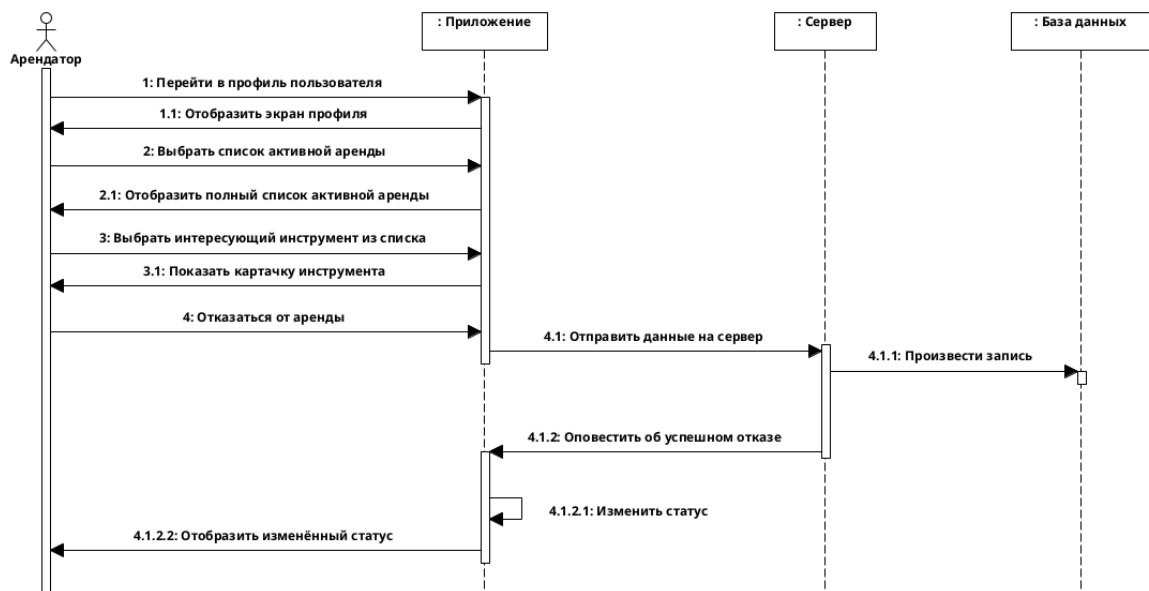 : Приложение
: Сервер
: База данных
Арендатор
1: Перейти в профиль пользователя
1.1: Отобразить экран профиля
2: Выбрать список активной аренды
2.1: Отобразить полный список активной аренды
3: Выбрать интересующий инструмент из списка
3.1: Показать картачку инструмента
4: Отказаться от аренды
4.1: Отправить данные на сервер
4.1.1: Произвести запись
4.1.2: Оповестить об успешном отказе
4.1.2.1: Изменить статус
4.1.2.2: Отобразить изменённый статус